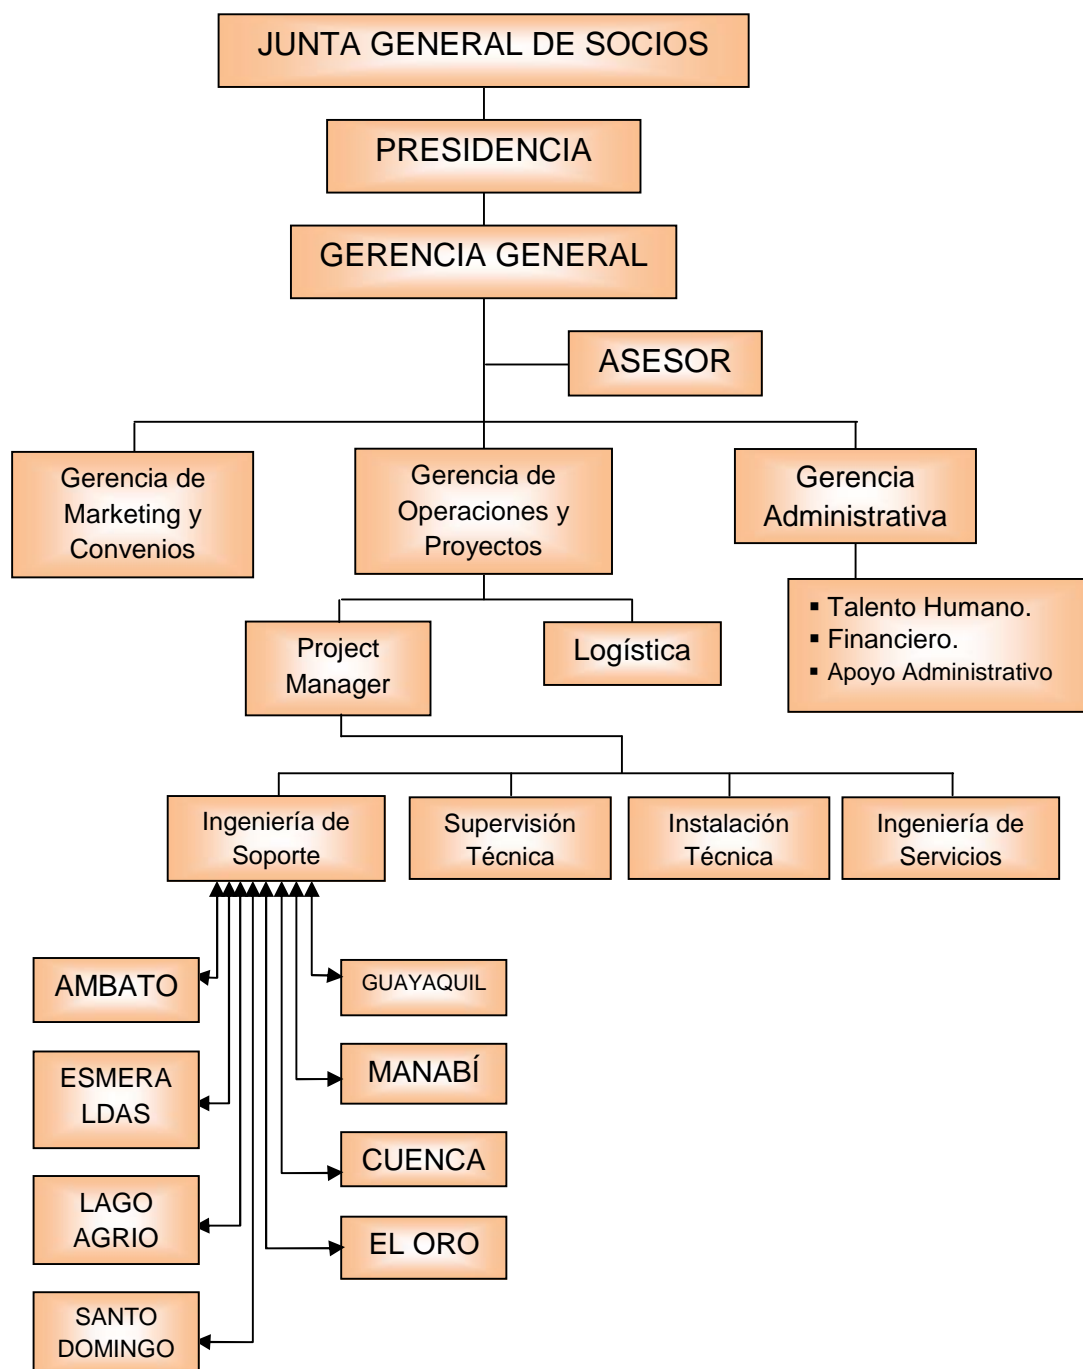 JUNTA GENERAL DE SOCIOS
PRESIDENCIA
GERENCIA GENERAL
ASESOR
Gerencia de
Marketing y
Convenios
Gerencia de
Operaciones y
Proyectos
Gerencia
Administrativa
▪ Talento Humano.
▪ Financiero.
▪ Apoyo Administrativo
Project
Manager
Logística
Ingeniería de
Soporte
Supervisión
Técnica
Instalación
Técnica
Ingeniería de
Servicios
AMBATO
GUAYAQUIL
ESMERA
LDAS
MANABÍ
LAGO
AGRIO
CUENCA
EL ORO
SANTO
DOMINGO